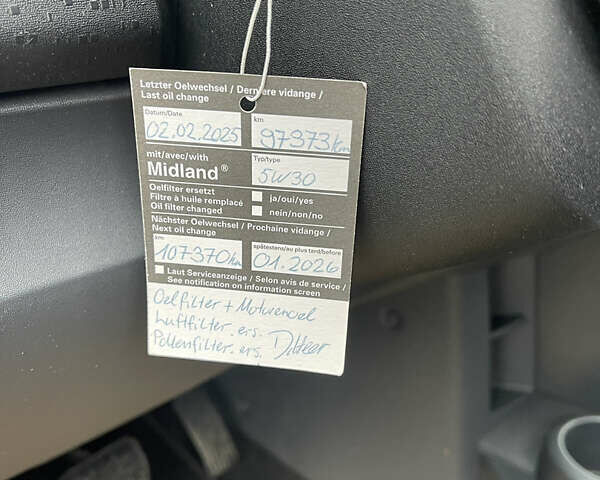 Letzter Oelwechsel / Dernière vidange /
Last oil change
Datum/Date km
02.02.2025 97373 km
mit/avec/with Typ/type
Midland® 5W30
Oelfilter ersetzt
Filtre à huile remplacé ja/oui/yes
Oil filter changed nein/non/no
Nächster Oelwechsel / Prochaine vidange /
Next oil change
km spätestens/au plus tard/before
107370km 01.2026
Laut Serviceanzeige / Selon avis de service /
See notification on information screen
Oelfilter + Motorenoel
Luftfilter. ers.
Pollenfilter. ers.